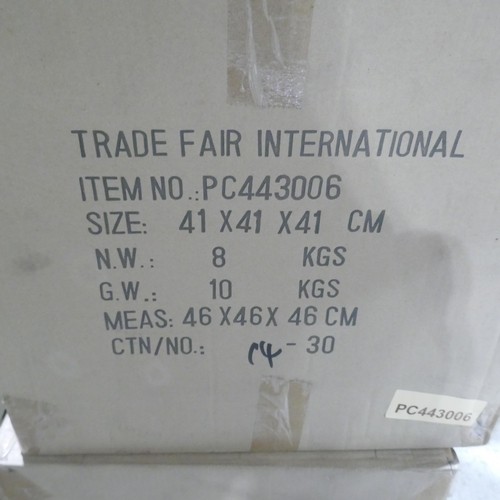 TRADE FAIR INTERNATIONAL
ITEM NO.:PC443006
SIZE: 41 X41 X41 CM
N.W.: 8 KGS
G.W.: 10 KGS
MEAS: 46 X46X 46 CM
CTN/NO.: 14 - 30
PC443006